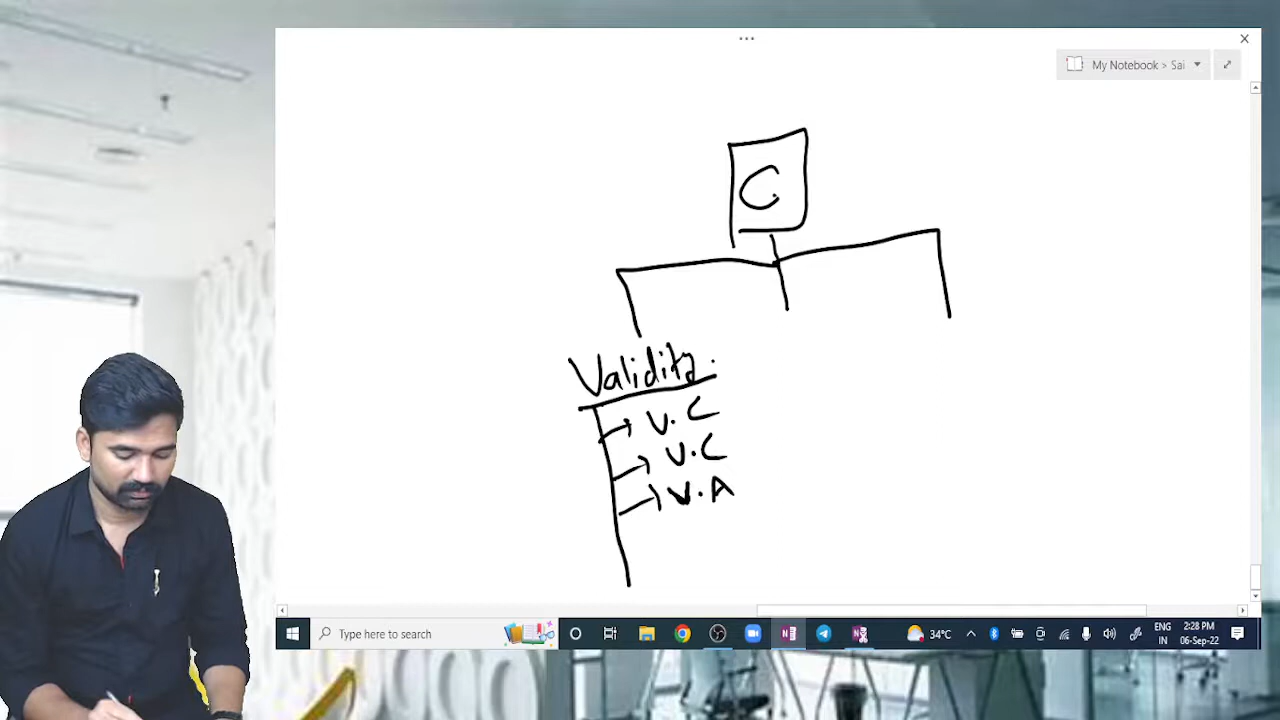 My Notebook > Sai
C
Validity.
V.C
V.C
V.A
Type here to search
34°C
ENG
IN
2:28 PM
06-Sep-22